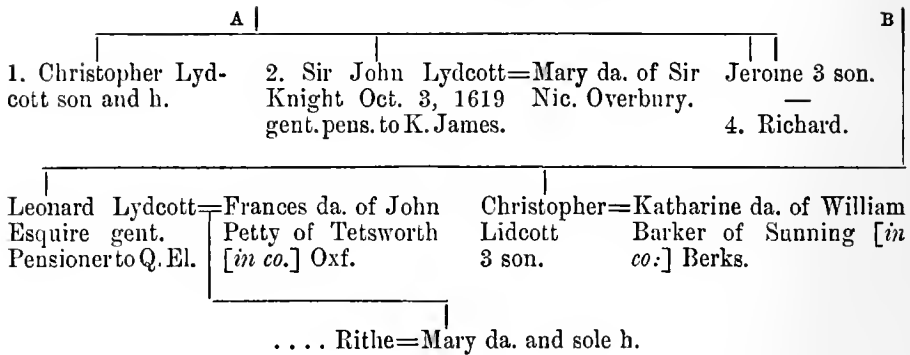 A B
1. Christopher Lyd-
cott son and h.
2. Sir John Lydcott=Mary da. of Sir
Knight Oct. 3, 1619 Nic. Overbury.
gent. pens. to K. James.
Jerome 3 son.
—
4. Richard.
Leonard Lydcott=Frances da. of John
Esquire gent. Petty of Tetsworth
Pensioner to Q. El. [in co.] Oxf.
Christopher=Katharine da. of William
Lidcott Barker of Sunning [in
3 son. co:] Berks.
.... Rithe=Mary da. and sole h.